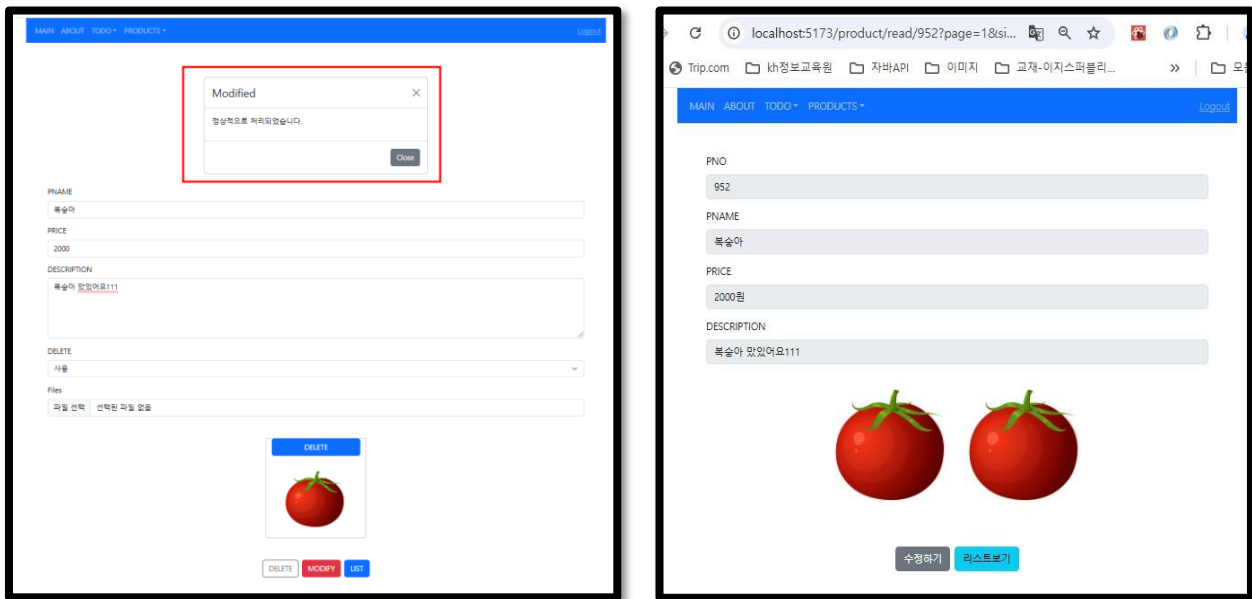 MAIN ABOUT TODO PRODUCTS Logout
Modified
정상적으로 처리되었습니다.
Close
PNAME
복숭아
PRICE
2000
DESCRIPTION
복숭아 맜있어요111
DELETE
사용
Files
파일 선택 선택된 파일 없음
DELETE
DELETE MODIFY LIST
localhost:5173/product/read/952?page=1&si...
Trip.com kh정보교육원 자바API 이미지 교재-이지스퍼블리... » 모든
MAIN ABOUT TODO PRODUCTS Logout
PNO
952
PNAME
복숭아
PRICE
2000원
DESCRIPTION
복숭아 맜있어요111
수정하기 리스트보기